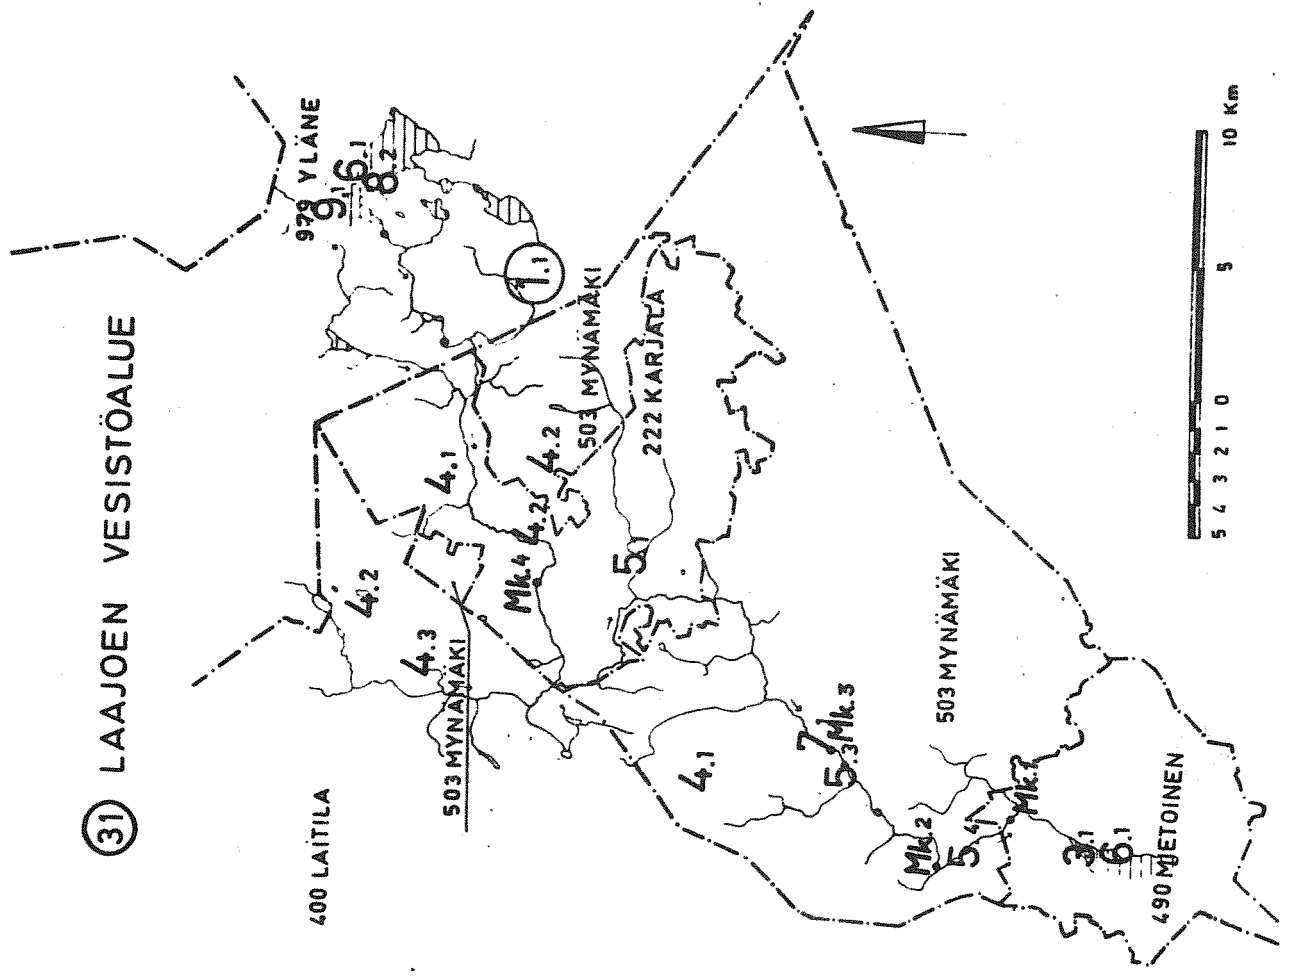 31 LAAJOEN VESISTÖALUE
979 YLÄNE
9.1
6.1
8.2
1.1
503 MYNÄMÄKI
222 KARJALA
4.1
4.2
4.2
Mk.4
4.2
4.3
503 MYNÄMÄKI
400 LAITILA
5.1
4.1
7
Mk.3
5.3
503 MYNÄMÄKI
Mk.2
5.4
Mk.1
3.1
6.1
490 MIETOINEN
5 4 3 2 1 0 5 10 Km